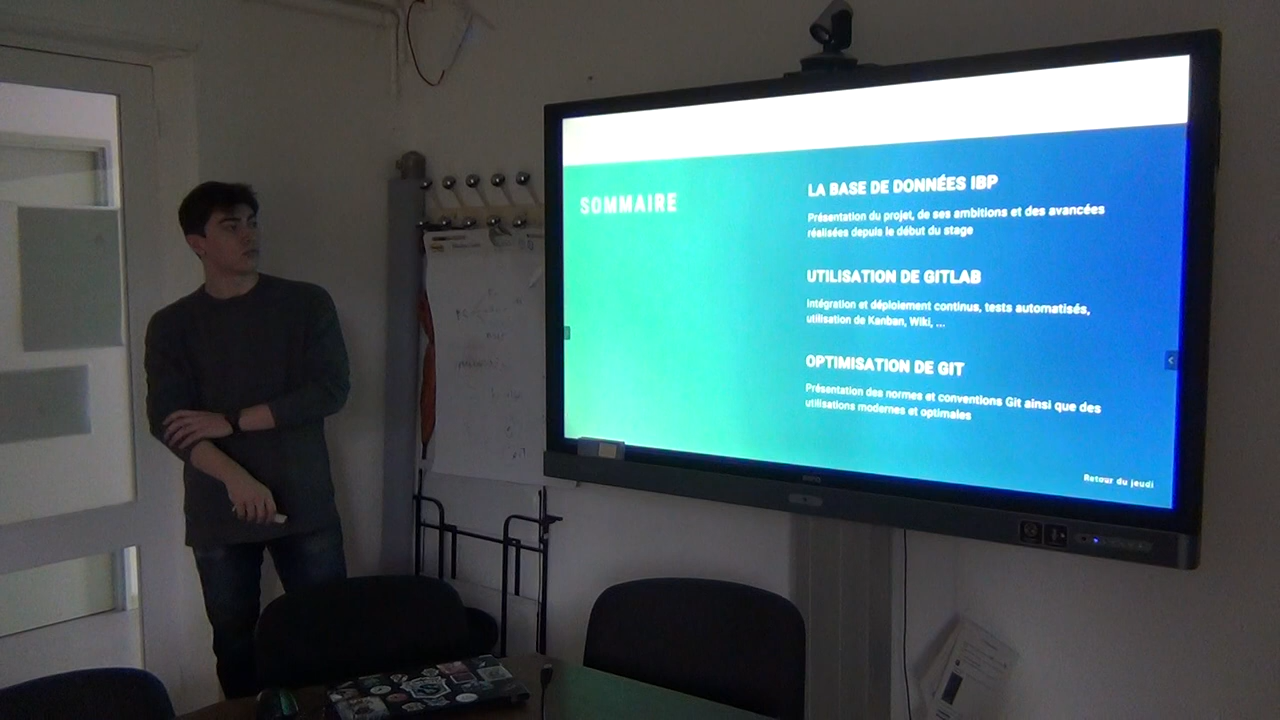 SOMMAIRE
LA BASE DE DONNÉES IBP
Présentation du projet, de ses ambitions et des avancées
réalisées depuis le début du stage
UTILISATION DE GITLAB
Intégration et déploiement continus, tests automatisés,
utilisation de Kanban, Wiki, ...
OPTIMISATION DE GIT
Présentation des normes et conventions Git ainsi que des
utilisations modernes et optimales
Retour du jeudi